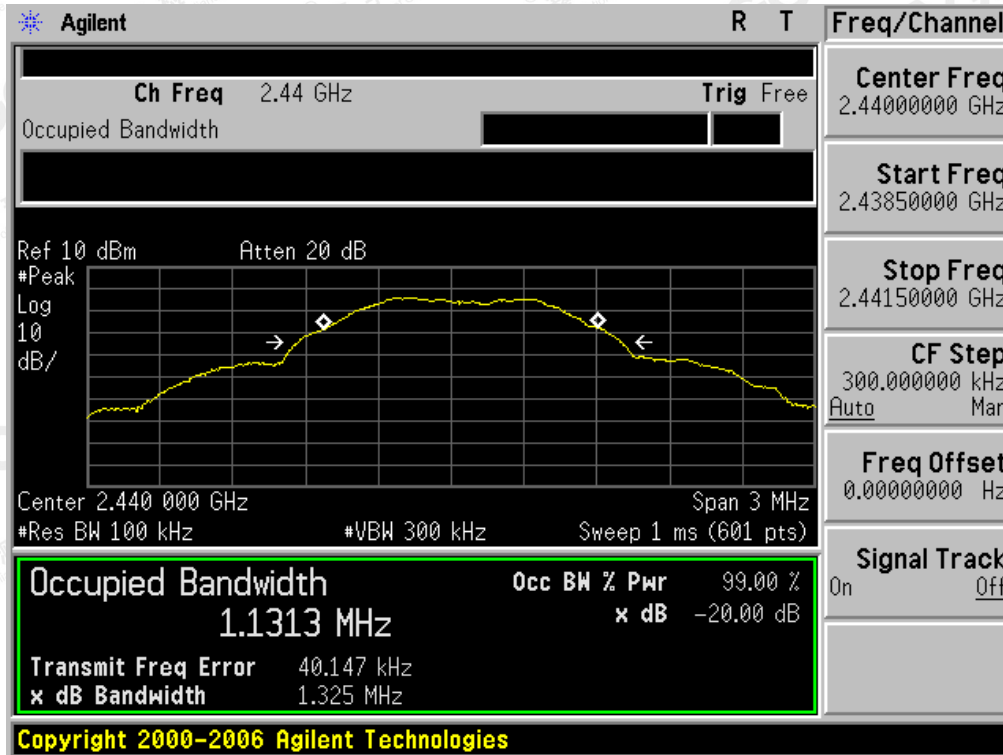 Agilent R T Freq/Channel
Ch Freq 2.44 GHz Trig Free
Occupied Bandwidth
Center Freq
2.44000000 GHz
Start Freq
2.43850000 GHz
Stop Freq
2.44150000 GHz
CF Step
300.000000 kHz
Auto Man
Freq Offset
0.00000000 Hz
Signal Track
On Off
Ref 10 dBm Atten 20 dB
#Peak
Log
10
dB/
Center 2.440 000 GHz Span 3 MHz
#Res BW 100 kHz #VBW 300 kHz Sweep 1 ms (601 pts)
Occupied Bandwidth
1.1313 MHz
Occ BW % Pwr 99.00 %
x dB -20.00 dB
Transmit Freq Error 40.147 kHz
x dB Bandwidth 1.325 MHz
Copyright 2000-2006 Agilent Technologies